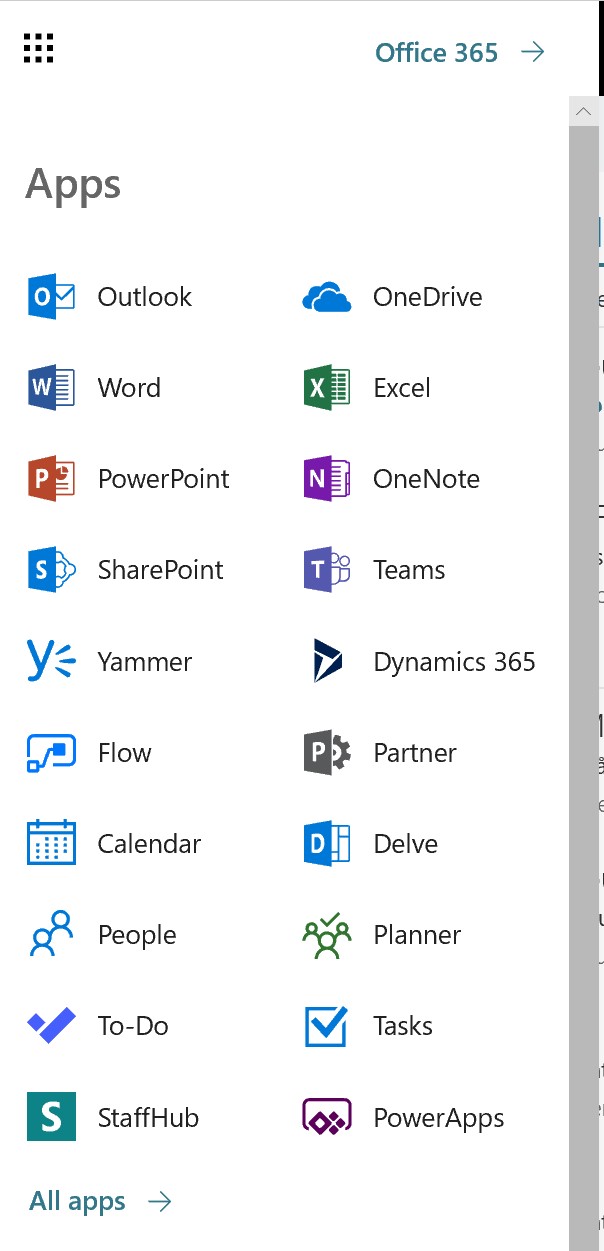 Office 365
Apps
Outlook
OneDrive
Word
Excel
PowerPoint
OneNote
SharePoint
Teams
Yammer
Dynamics 365
Flow
Partner
Calendar
Delve
People
Planner
To-Do
Tasks
StaffHub
PowerApps
All apps